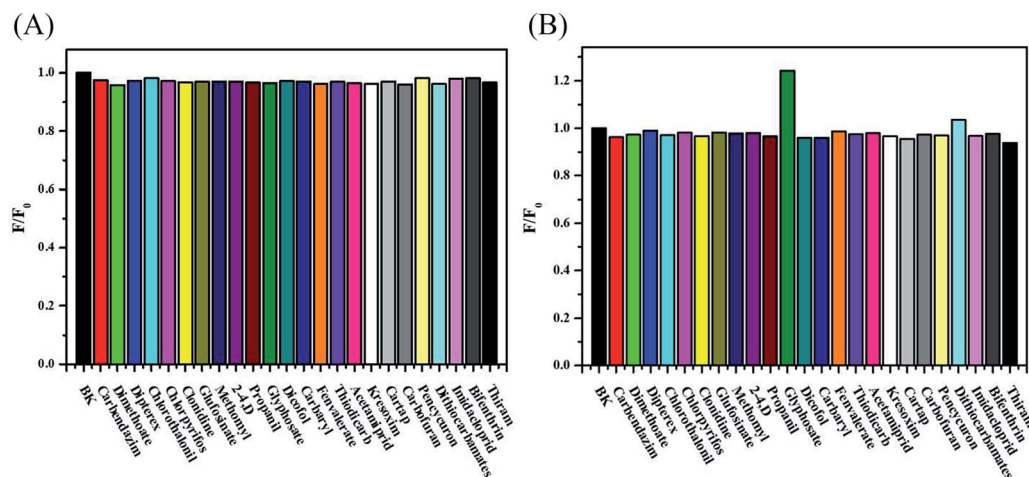 (A)
F/F0
1.0
0.8
0.6
0.4
0.2
0.0
BK
Carbendazim
Dimethoate
Dipterex
Chlorothalonil
Chlorpyrifos
Clonidine
Glufosinate
Methomyl
2-4,D
Propanil
Glyphosate
Dicofol
Carbaryl
Fenvalerate
Thiodicarb
Acetamiprid
Kresoxim
Cartap
Carbofuran
Pencycuron
Dithiocarbamates
Imidacloprid
Bifenthrin
Thiran
(B)
F/F0
1.2
1.0
0.8
0.6
0.4
0.2
0.0
BK
Carbendazim
Dimethoate
Dipterex
Chlorothalonil
Chlorpyrifos
Clonidine
Glufosinate
Methomyl
2-4,D
Propanil
Glyphosate
Dicofol
Carbaryl
Fenvalerate
Thiodicarb
Acetamiprid
Kresoxim
Cartap
Carbofuran
Pencycuron
Dithiocarbamates
Imidacloprid
Bifenthrin
Thiran